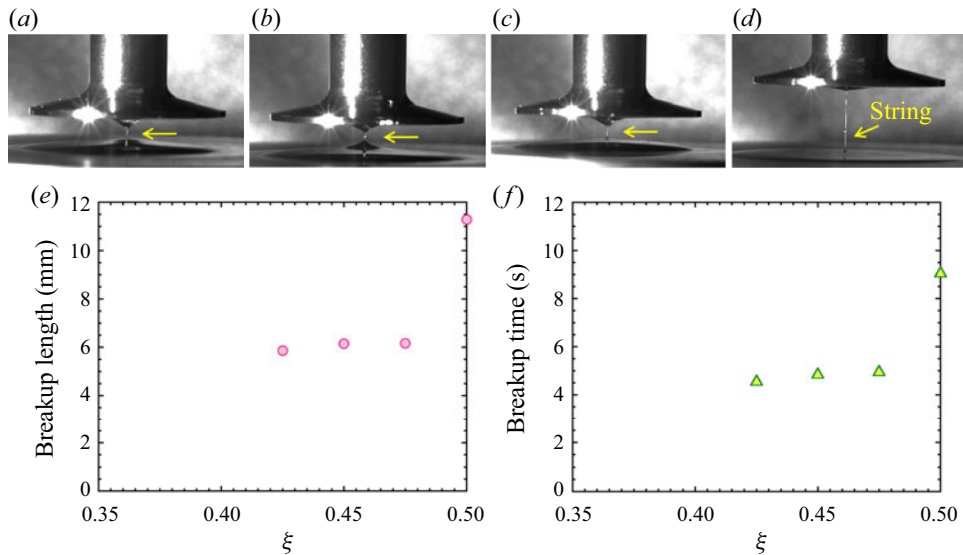 (a)
(b)
(c)
(d)
String
(e)
12
10
8
6
4
2
0
0.35
0.40
0.45
0.50
Breakup length (mm)
ξ
(f)
12
10
8
6
4
2
0
0.35
0.40
0.45
0.50
Breakup time (s)
ξ